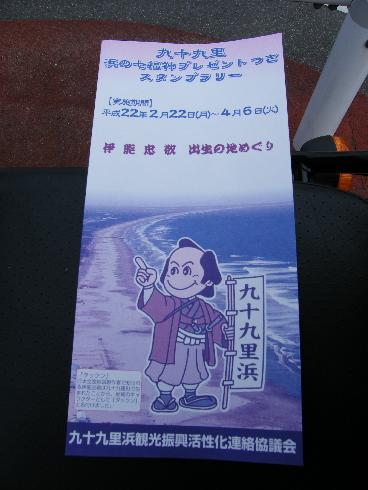 九十九里
浜の七福神プレゼントつき
スタンプラリー
【実施期間】
平成22年2月22日(月)～4月6日(火)
伊能忠敬 出生の地めぐり
九十九里浜
九十九里浜観光振興活性化連絡協議会